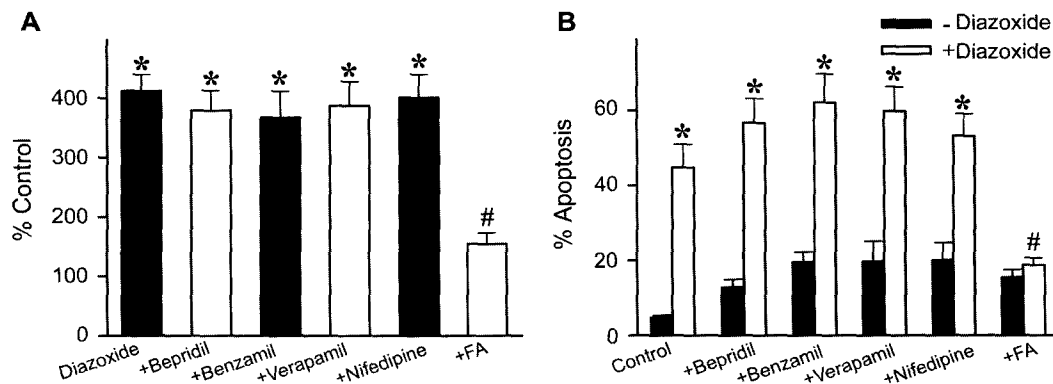 A
% Control
400
300
200
100
0
Diazoxide
+Bepridil
+Benzamil
+Verapamil
+Nifedipine
+FA
* * * * * #
B
- Diazoxide
+Diazoxide
% Apoptosis
60
40
20
0
Control
+Bepridil
+Benzamil
+Verapamil
+Nifedipine
+FA
* * * * * #